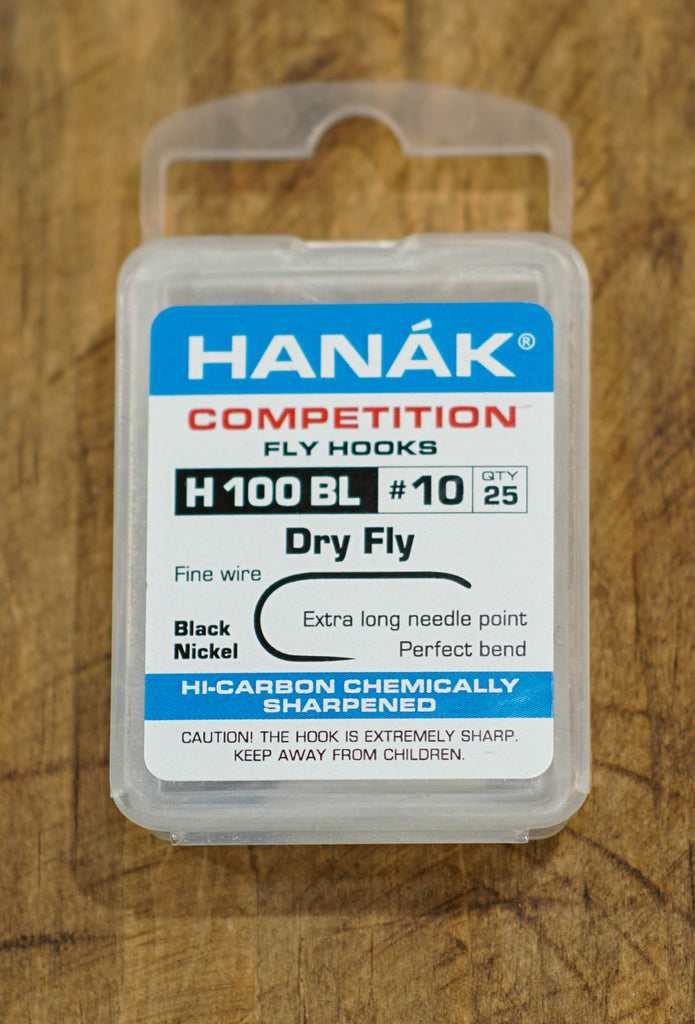 HANÁK®
COMPETITION
FLY HOOKS
H 100 BL #10 QTY 25
Dry Fly
Fine wire
Extra long needle point
Black
Nickel
Perfect bend
HI-CARBON CHEMICALLY
SHARPENED
CAUTION! THE HOOK IS EXTREMELY SHARP.
KEEP AWAY FROM CHILDREN.